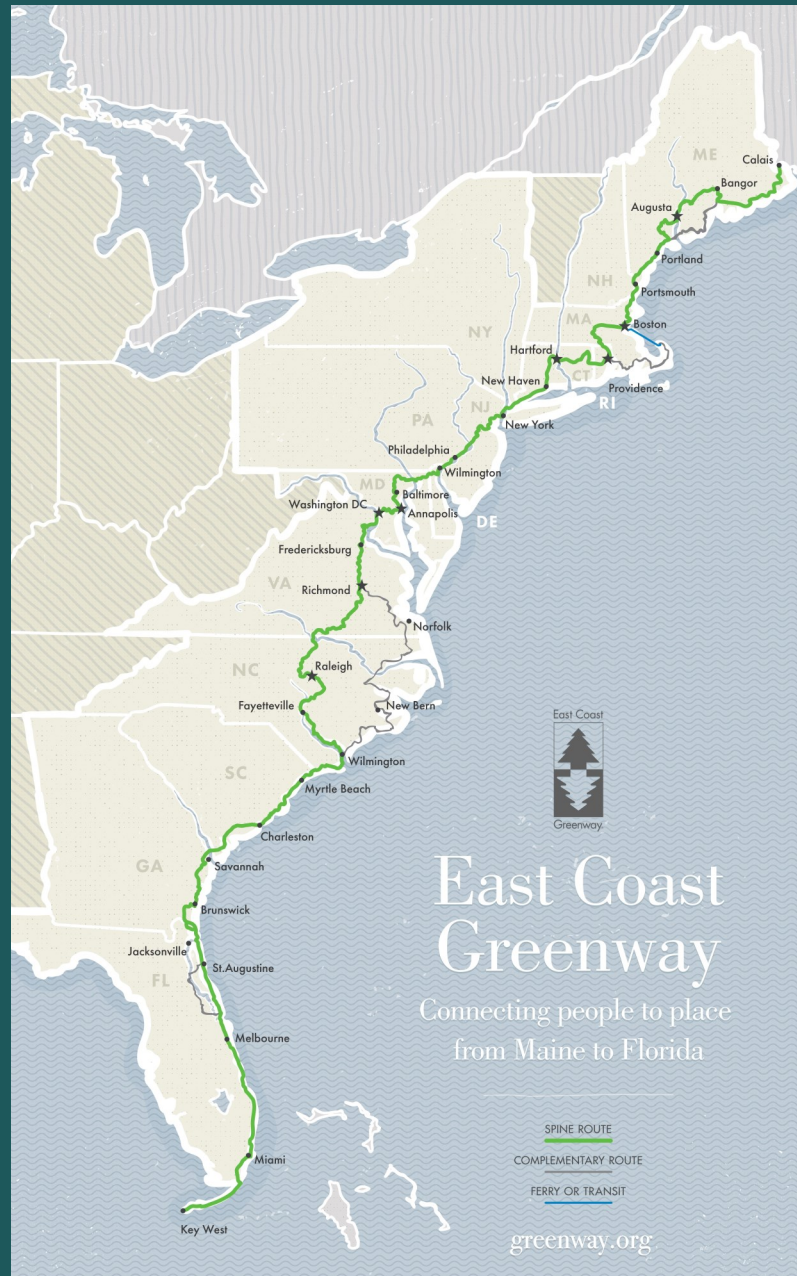 ME
Calais
Bangor
Augusta
Portland
NH
Portsmouth
MA
Boston
NY
Hartford
CT
New Haven
Providence
RI
NJ
New York
PA
Philadelphia
Wilmington
MD
Baltimore
Washington DC
Annapolis
DE
Fredericksburg
VA
Richmond
Norfolk
NC
Raleigh
Fayetteville
New Bern
Wilmington
SC
Myrtle Beach
Charleston
GA
Savannah
Brunswick
Jacksonville
St.Augustine
FL
Melbourne
Miami
Key West
East Coast
Greenway
East Coast
Greenway
Connecting people to place
from Maine to Florida
SPINE ROUTE
COMPLEMENTARY ROUTE
FERRY OR TRANSIT
greenway.org